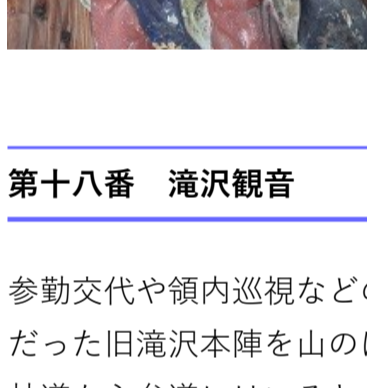 第十八番　滝沢観音
参勤交代や領内巡視などの
だった旧滝沢本陣を山の